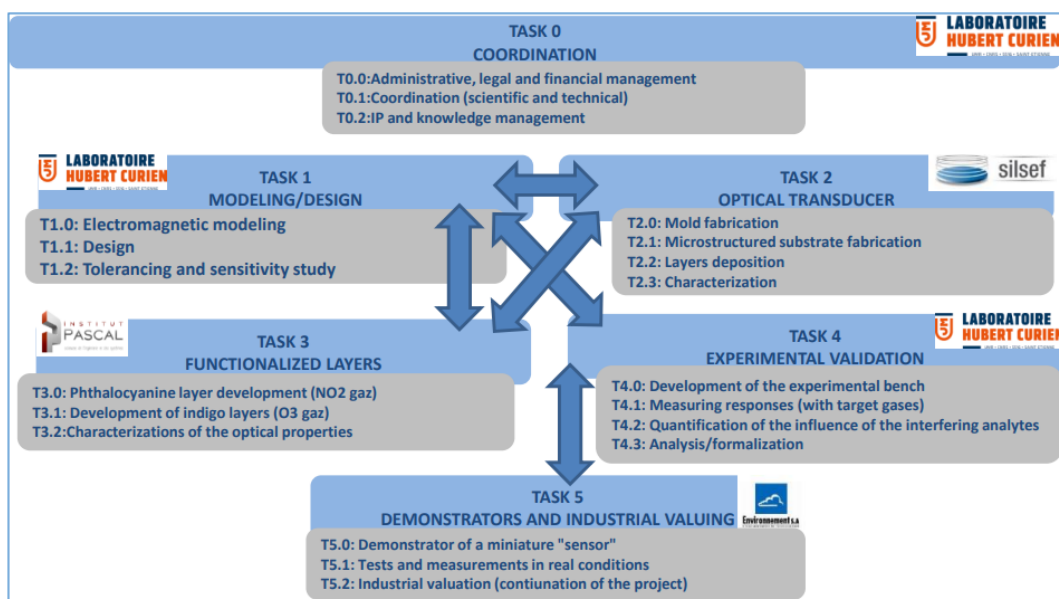 TASK 0
COORDINATION
LABORATOIRE
HUBERT CURIEN
T0.0:Administrative, legal and financial management
T0.1:Coordination (scientific and technical)
T0.2:IP and knowledge management
LABORATOIRE
HUBERT CURIEN
TASK 1
MODELING/DESIGN
T1.0: Electromagnetic modeling
T1.1: Design
T1.2: Tolerancing and sensitivity study
silsef
TASK 2
OPTICAL TRANSDUCER
T2.0: Mold fabrication
T2.1: Microstructured substrate fabrication
T2.2: Layers deposition
T2.3: Characterization
INSTITUT
PASCAL
TASK 3
FUNCTIONALIZED LAYERS
T3.0: Phthalocyanine layer development (NO2 gaz)
T3.1: Development of indigo layers (O3 gaz)
T3.2:Characterizations of the optical properties
LABORATOIRE
HUBERT CURIEN
TASK 4
EXPERIMENTAL VALIDATION
T4.0: Development of the experimental bench
T4.1: Measuring responses (with target gases)
T4.2: Quantification of the influence of the interfering analytes
T4.3: Analysis/formalization
TASK 5
DEMONSTRATORS AND INDUSTRIAL VALUING
Environnement s.a
T5.0: Demonstrator of a miniature "sensor"
T5.1: Tests and measurements in real conditions
T5.2: Industrial valuation (contiunation of the project)